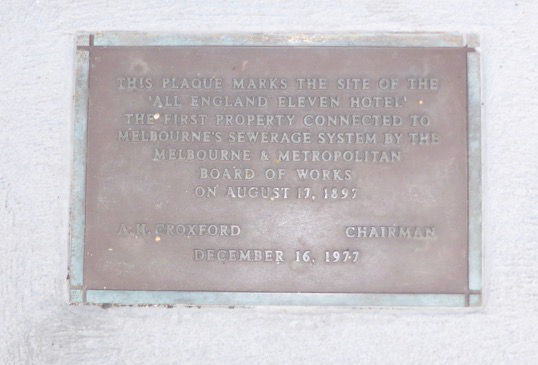 THIS PLAQUE MARKS THE SITE OF THE
'ALL ENGLAND ELEVEN HOTEL'
THE FIRST PROPERTY CONNECTED TO
MELBOURNE'S SEWERAGE SYSTEM BY THE
MELBOURNE & METROPOLITAN
BOARD OF WORKS
ON AUGUST 17, 1897
A.H. CROXFORD CHAIRMAN
DECEMBER 16, 1977